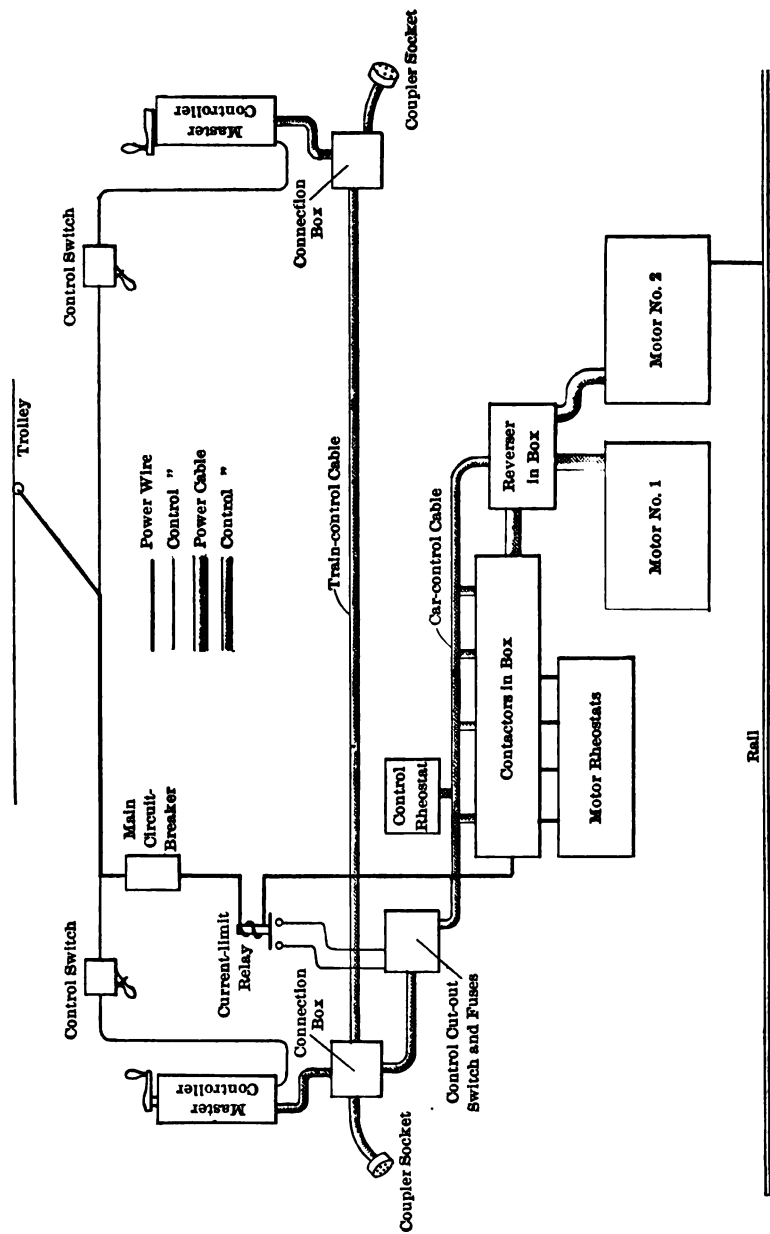 Trolley
Control Switch
Control Switch
Main
Circuit-
Breaker
Power Wire
Control "
Power Cable
Control "
Master
Controller
Master
Controller
Current-limit
Relay
Connection
Box
Connection
Box
Train-control Cable
Coupler Socket
Coupler Socket
Control
Rheostat
Car-control Cable
Control Cut-out
Switch and Fuses
Contactors in Box
Reverser
in Box
Motor Rheostats
Motor No. 1
Motor No. 2
Rail